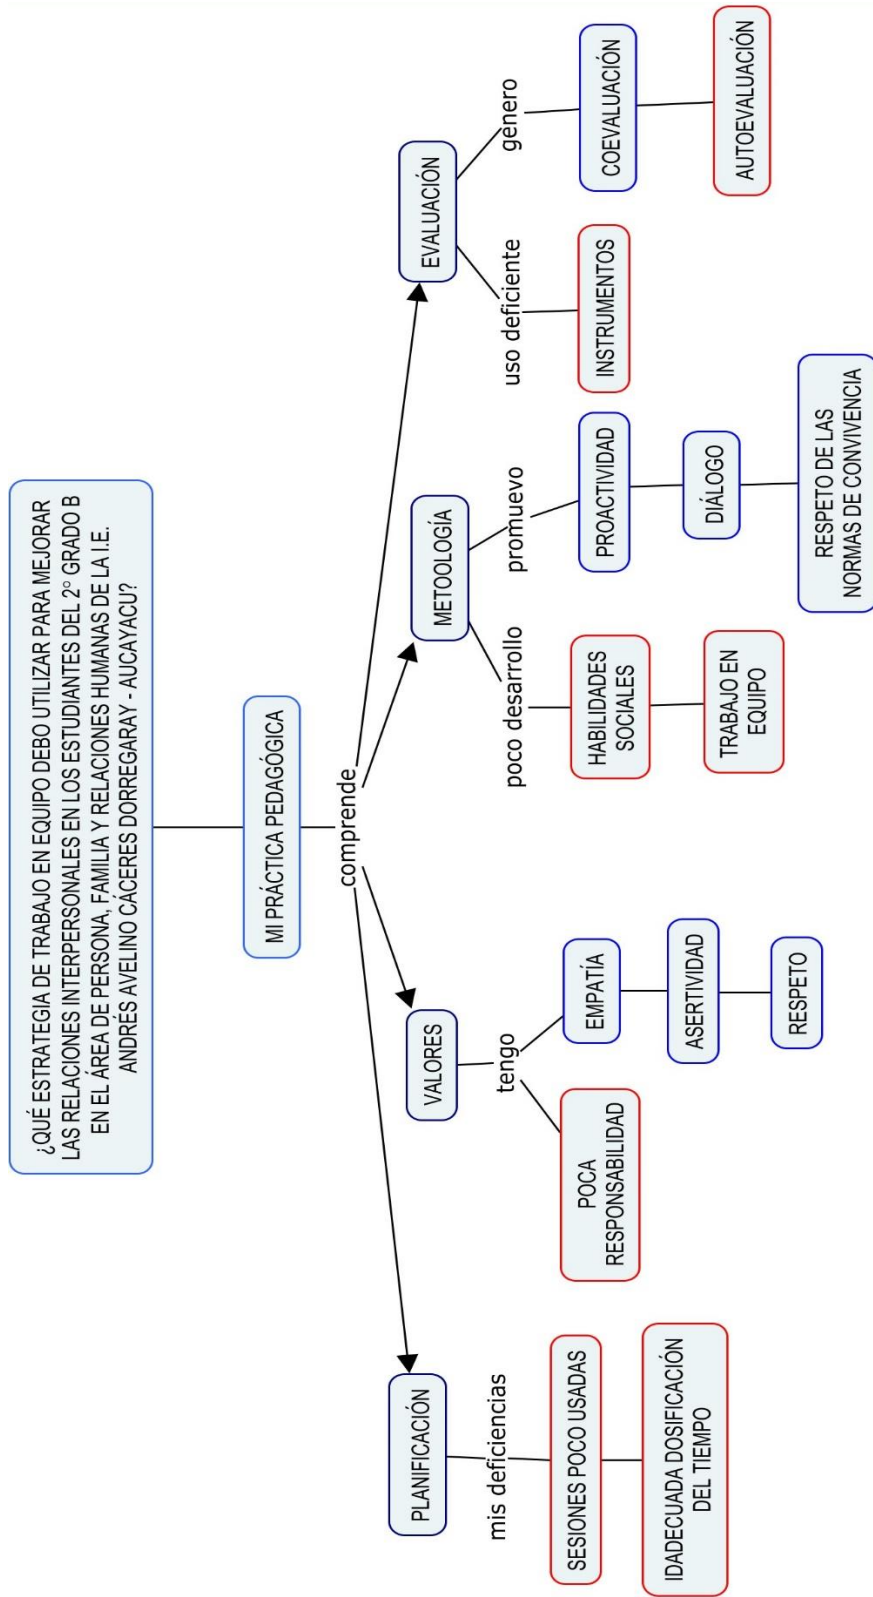 ¿QUÉ ESTRATEGIA DE TRABAJO EN EQUIPO DEBO UTILIZAR PARA MEJORAR
LAS RELACIONES INTERPERSONALES EN LOS ESTUDIANTES DEL 2° GRADO B
EN EL ÁREA DE PERSONA, FAMILIA Y RELACIONES HUMANAS DE LA I.E.
ANDRÉS AVELINO CÁCERES DORREGARAY - AUCAYACU?
MI PRÁCTICA PEDAGÓGICA
comprende
PLANIFICACIÓN
mis deficiencias
SESIONES POCO USADAS
IDADECUADA DOSIFICACIÓN
DEL TIEMPO
VALORES
tengo
POCA
RESPONSABILIDAD
EMPATÍA
ASERTIVIDAD
RESPETO
METOOLOGÍA
poco desarrollo
HABILIDADES
SOCIALES
TRABAJO EN
EQUIPO
promuevo
PROACTIVIDAD
DIÁLOGO
RESPETO DE LAS
NORMAS DE CONVIVENCIA
EVALUACIÓN
uso deficiente
INSTRUMENTOS
género
COEVALUACIÓN
AUTOEVALUACIÓN